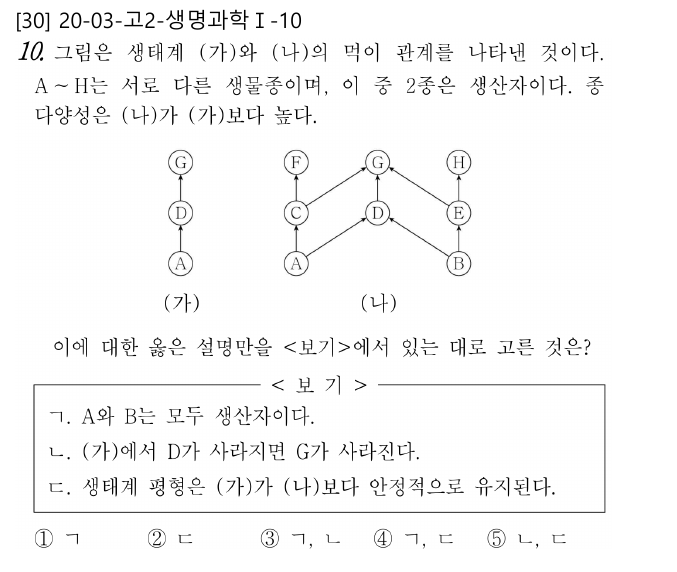 [30] 20-03-고2-생명과학Ⅰ-10
10. 그림은 생태계 (가)와 (나)의 먹이 관계를 나타낸 것이다.
A~H는 서로 다른 생물종이며, 이 중 2종은 생산자이다. 종
다양성은 (나)가 (가)보다 높다.
G F G H
D C D E
A A B
(가) (나)
이에 대한 옳은 설명만을 <보기>에서 있는 대로 고른 것은?
< 보 기 >
ㄱ. A와 B는 모두 생산자이다.
ㄴ. (가)에서 D가 사라지면 G가 사라진다.
ㄷ. 생태계 평형은 (가)가 (나)보다 안정적으로 유지된다.
① ㄱ ② ㄷ ③ ㄱ, ㄴ ④ ㄱ, ㄷ ⑤ ㄴ, ㄷ